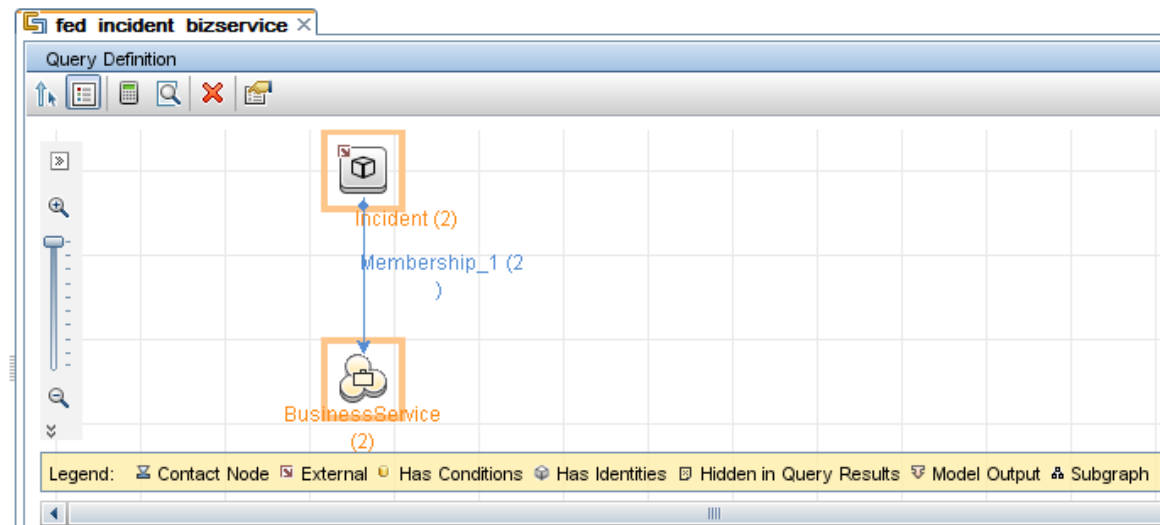 fed incident bizservice
Query Definition
Incident (2)
Membership_1 (2
)
BusinessService
(2)
Legend: Contact Node External Has Conditions Has Identities Hidden in Query Results Model Output Subgraph